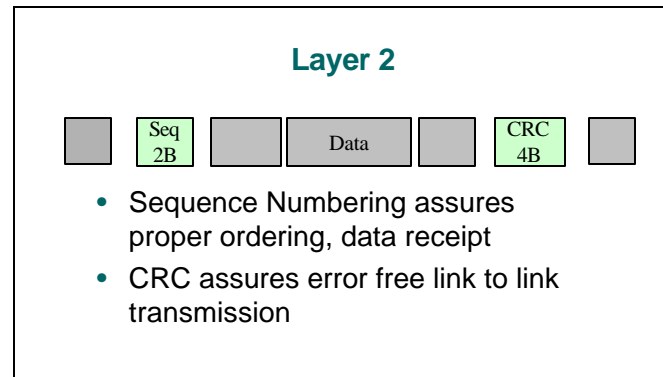 Layer 2
Seq
2B
Data
CRC
4B
• Sequence Numbering assures
proper ordering, data receipt
• CRC assures error free link to link
transmission